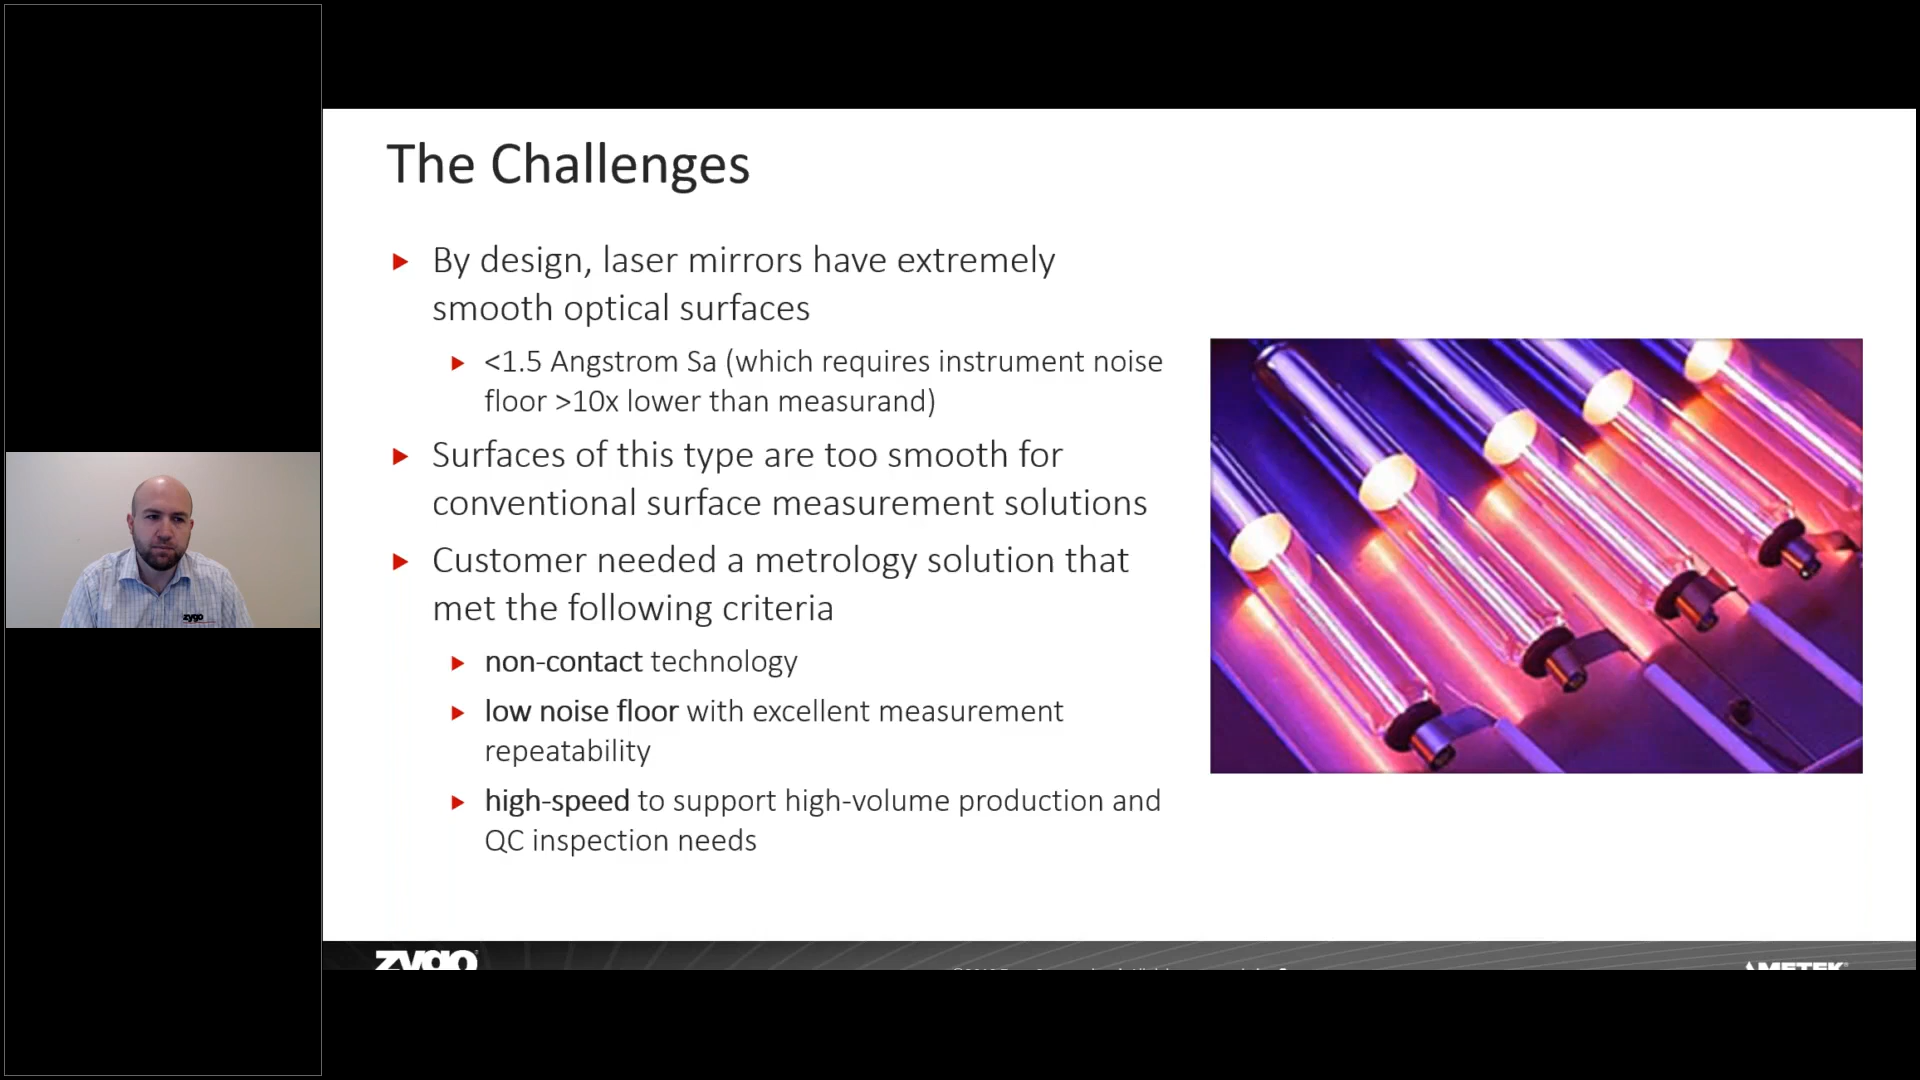 The Challenges
By design, laser mirrors have extremely
smooth optical surfaces
<1.5 Angstrom Sa (which requires instrument noise
floor >10x lower than measurand)
Surfaces of this type are too smooth for
conventional surface measurement solutions
Customer needed a metrology solution that
met the following criteria
non-contact technology
low noise floor with excellent measurement
repeatability
high-speed to support high-volume production and
QC inspection needs
zygo
zygo
AMETEK